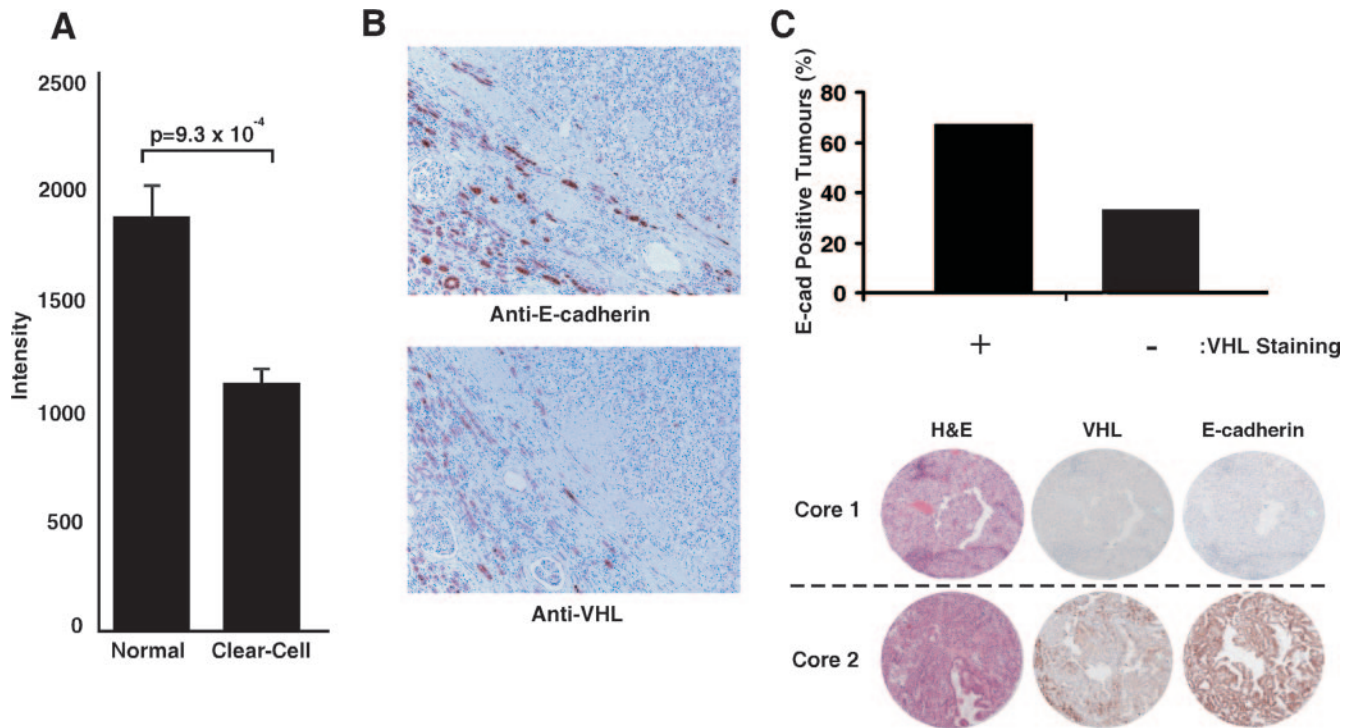 A
2500
2000
1500
1000
500
0
Intensity
p=9.3 x 10-4
Normal Clear-Cell
B
Anti-E-cadherin
Anti-VHL
C
E-cad Positive Tumours (%)
80
60
40
20
0
+ - :VHL Staining
H&E VHL E-cadherin
Core 1
Core 2